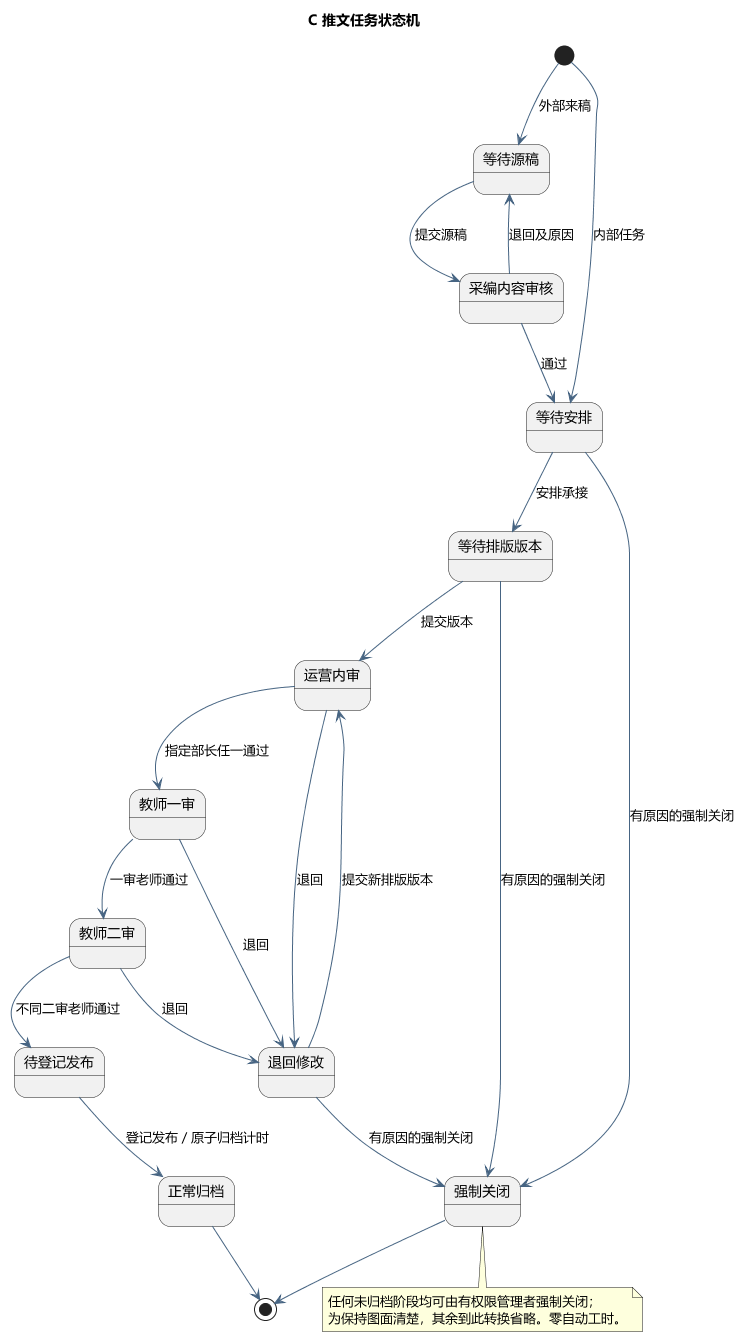 C 推文任务状态机
外部来稿
等待源稿
提交源稿
退回及原因
内部任务
采编内容审核
通过
等待安排
安排承接
等待排版版本
提交版本
运营内审
指定部长任一通过
教师一审
有原因的强制关闭
一审老师通过
退回
提交新排版版本
有原因的强制关闭
教师二审
退回
不同二审老师通过
退回
待登记发布
退回修改
登记发布 / 原子归档计时
有原因的强制关闭
正常归档
强制关闭
任何未归档阶段均可由有权限管理者强制关闭；
为保持图面清楚，其余到此转换省略。零自动工时。